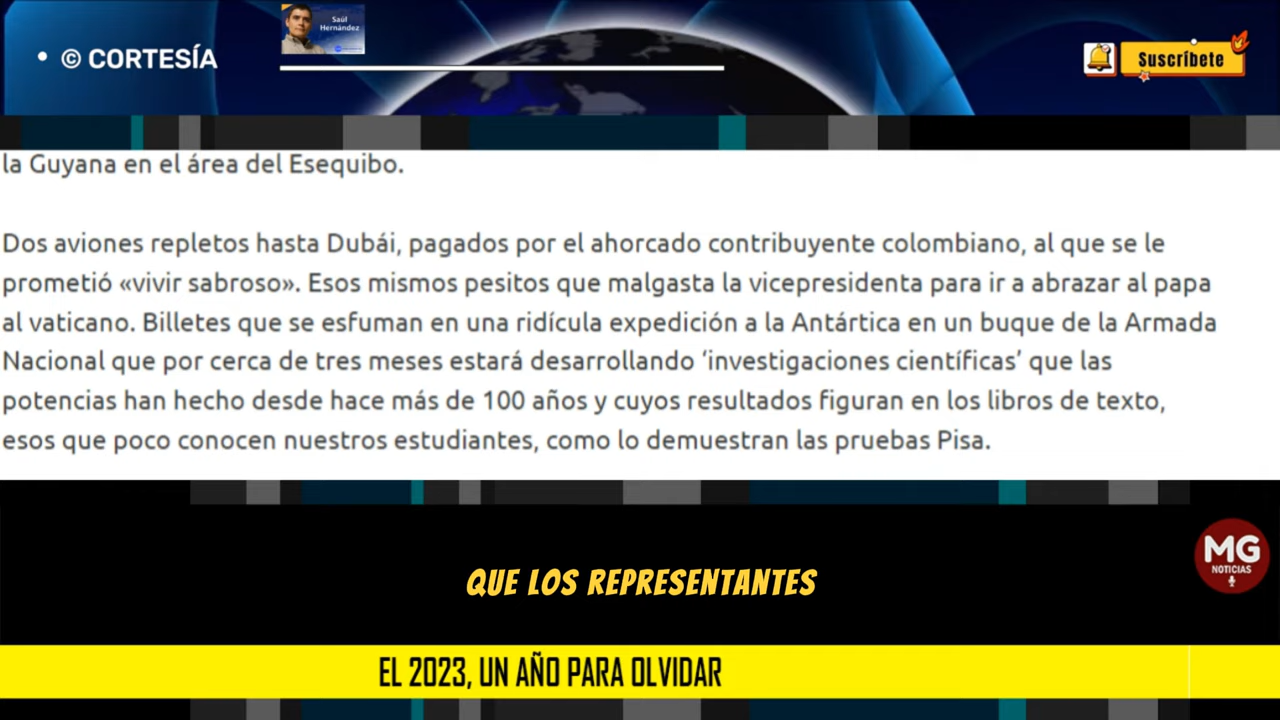 • © CORTESÍA
Saúl
Hernández
Suscríbete
la Guyana en el área del Esequibo.
Dos aviones repletos hasta Dubái, pagados por el ahorcado contribuyente colombiano, al que se le
prometió «vivir sabroso». Esos mismos pesitos que malgasta la vicepresidenta para ir a abrazar al papa
al vaticano. Billetes que se esfuman en una ridícula expedición a la Antártica en un buque de la Armada
Nacional que por cerca de tres meses estará desarrollando ‘investigaciones científicas’ que las
potencias han hecho desde hace más de 100 años y cuyos resultados figuran en los libros de texto,
esos que poco conocen nuestros estudiantes, como lo demuestran las pruebas Pisa.
MG
NOTICIAS
QUE LOS REPRESENTANTES
EL 2023, UN AÑO PARA OLVIDAR